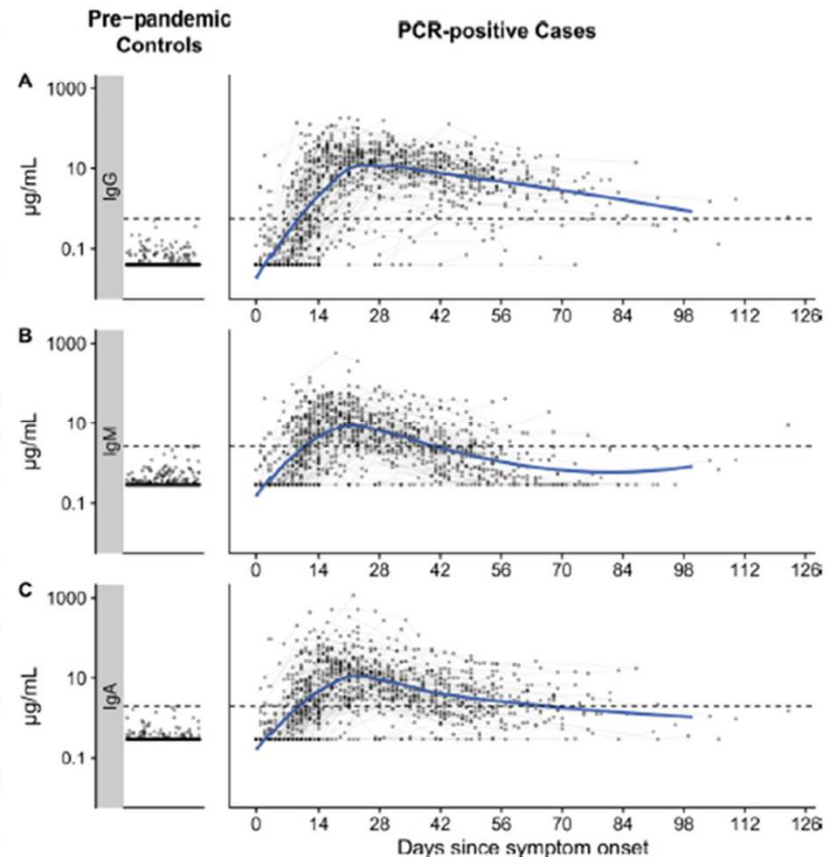 Pre-pandemic
Controls
PCR-positive Cases
A
1000
10
0.1
µg/mL
IgG
0 14 28 42 56 70 84 98 112 126
B
1000
10
0.1
µg/mL
IgM
0 14 28 42 56 70 84 98 112 126
C
1000
10
0.1
µg/mL
IgA
0 14 28 42 56 70 84 98 112 126
Days since symptom onset